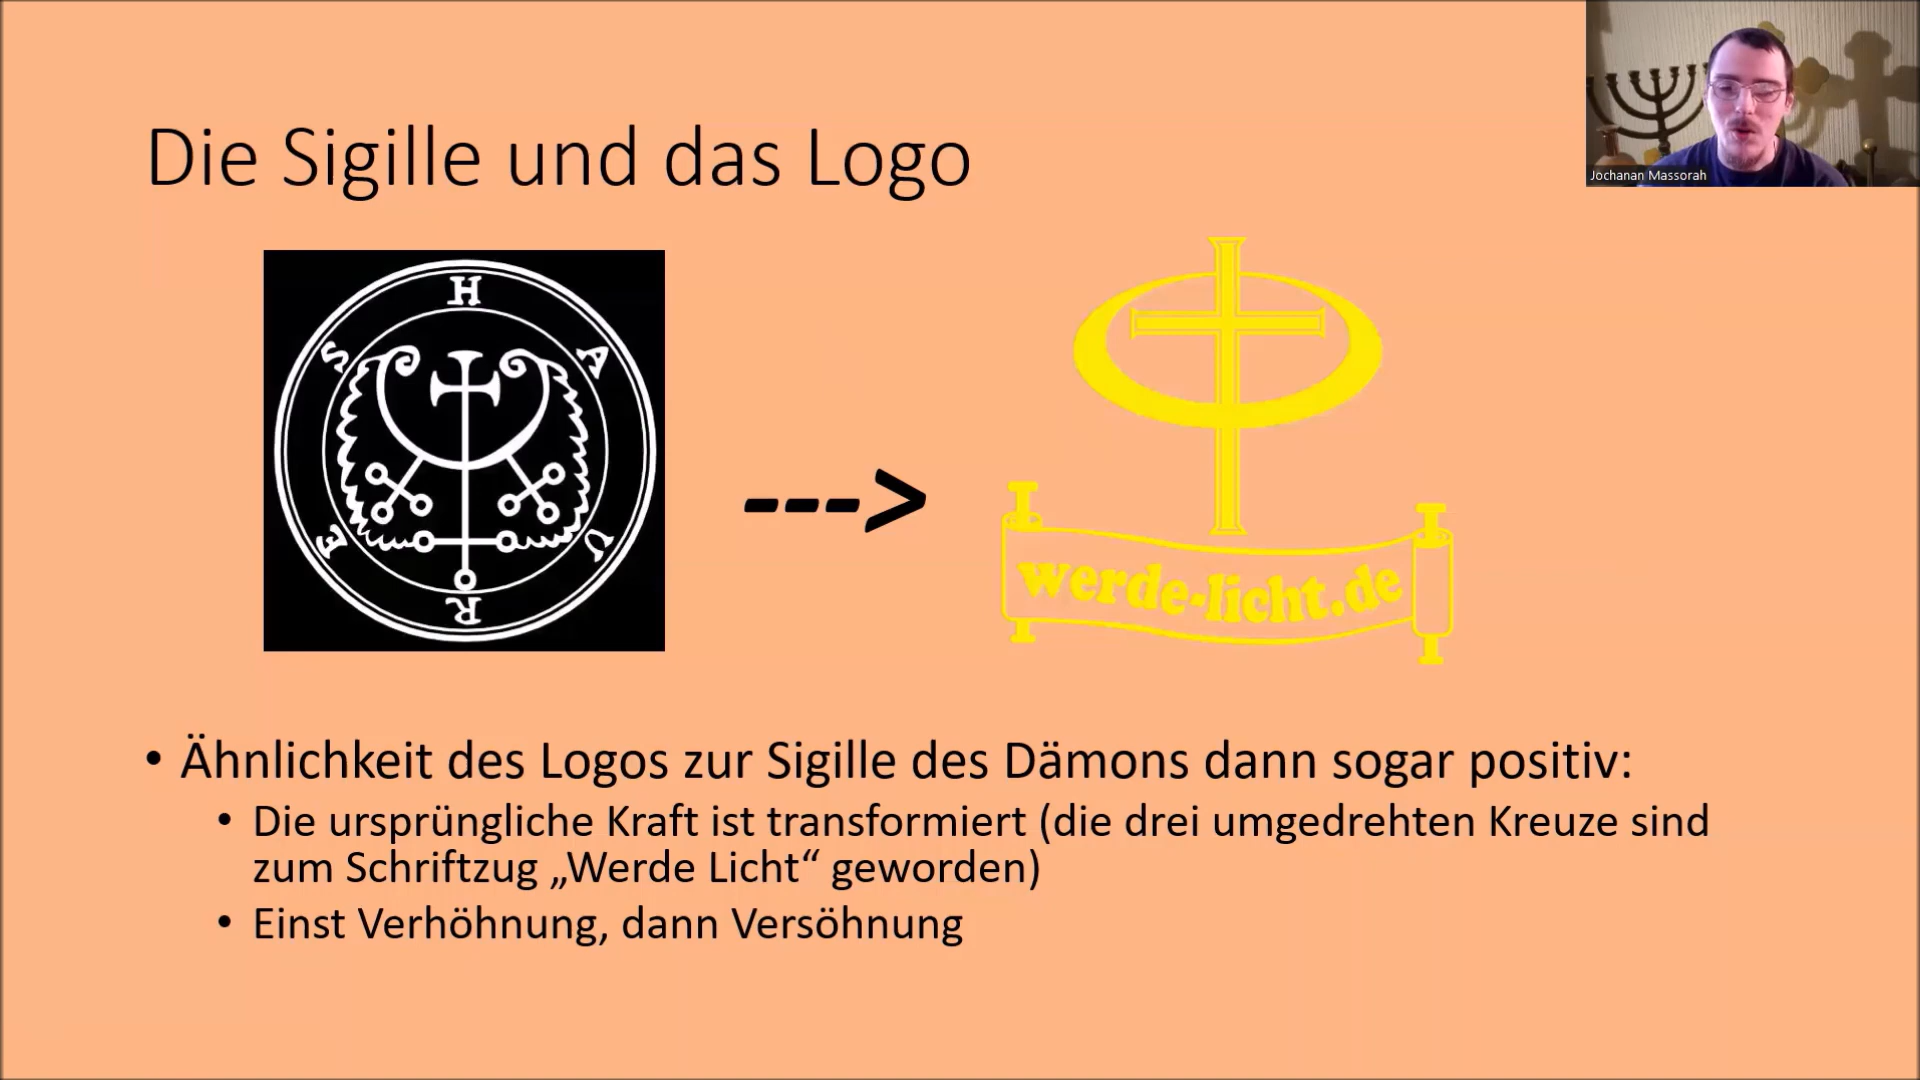 Die Sigille und das Logo
Jochanan Massorah
H
S A
E U
R
--->
werde-licht.de
• Ähnlichkeit des Logos zur Sigille des Dämons dann sogar positiv:
• Die ursprüngliche Kraft ist transformiert (die drei umgedrehten Kreuze sind
zum Schriftzug „Werde Licht“ geworden)
• Einst Verhöhnung, dann Versöhnung